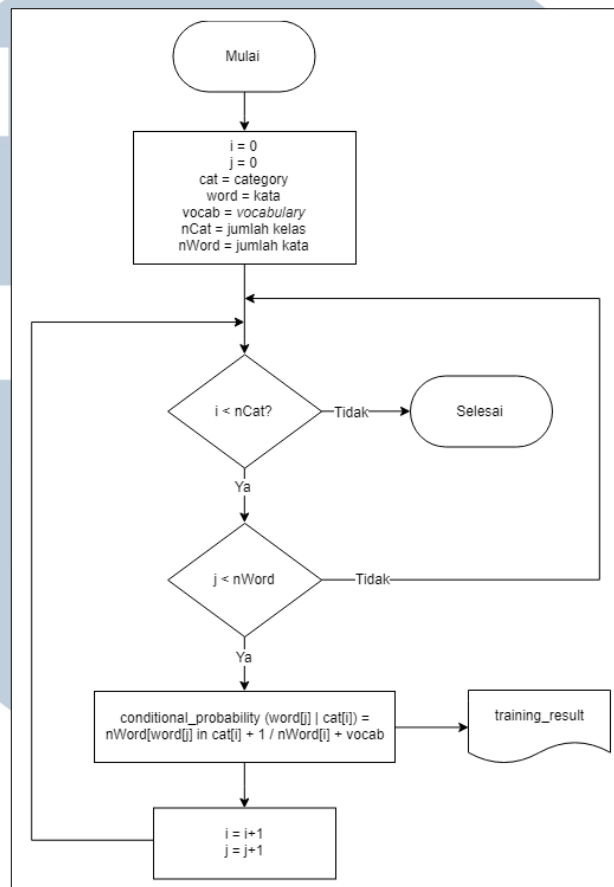 Mulai
i = 0
j = 0
cat = category
word = kata
vocab = vocabulary
nCat = jumlah kelas
nWord = jumlah kata
i < nCat?
Tidak
Selesai
Ya
j < nWord
Tidak
Ya
conditional_probability (word[j] | cat[i]) =
nWord[word[j] in cat[i] + 1 / nWord[i] + vocab
training_result
i = i+1
j = j+1